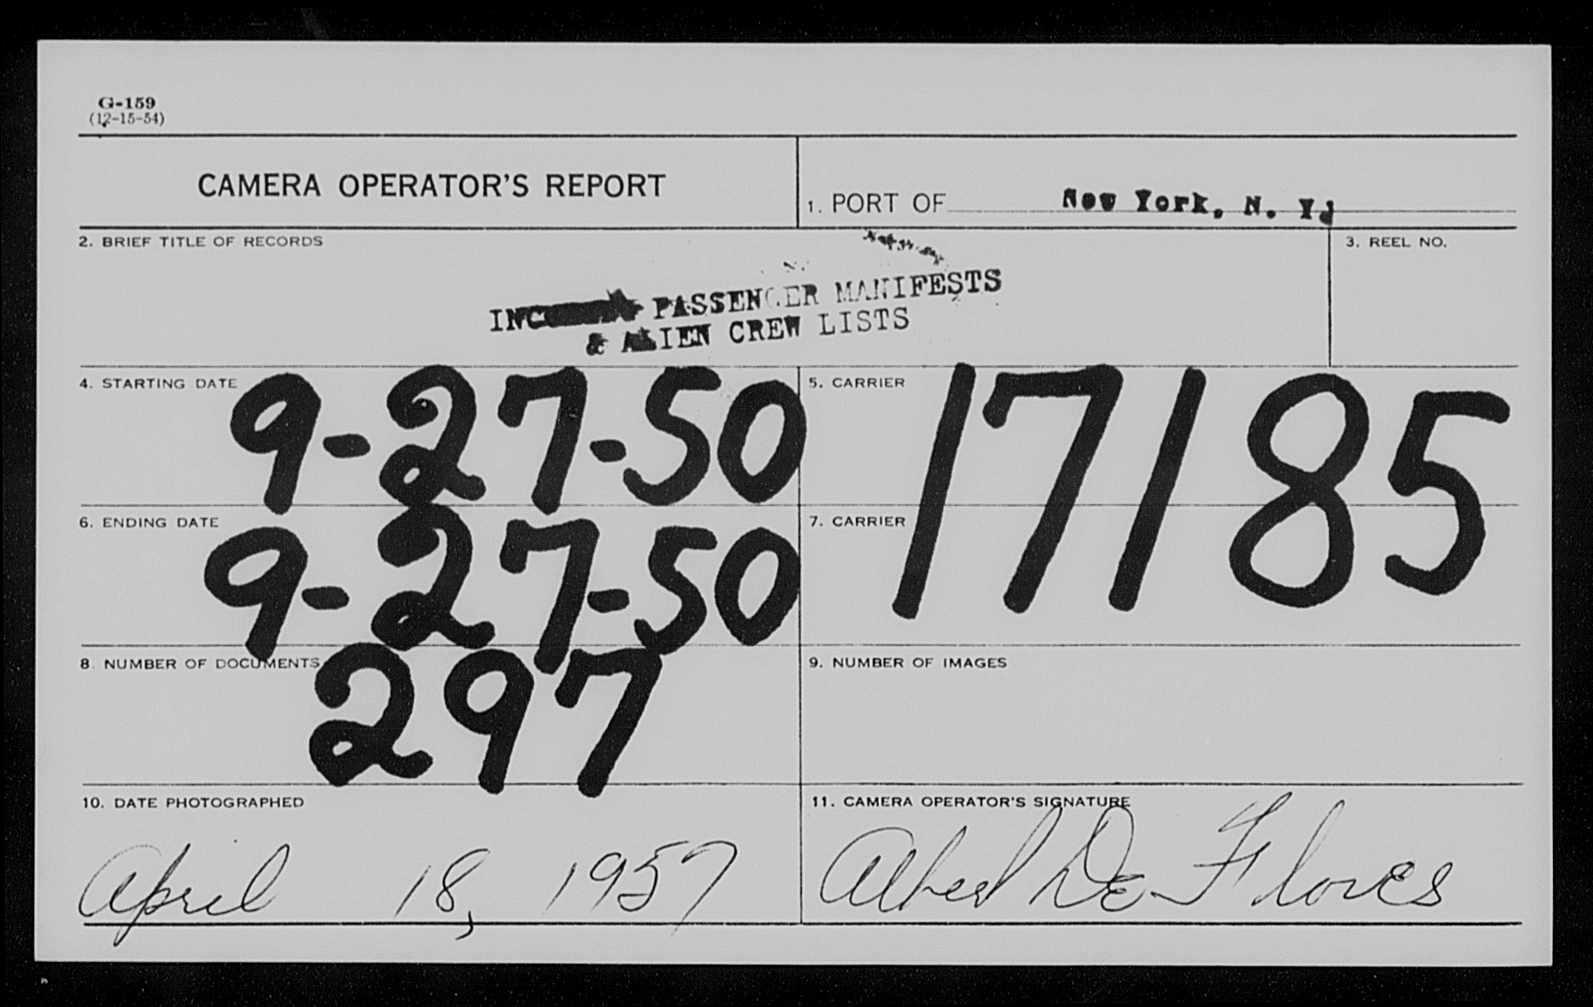 G-159
(12-15-54)
CAMERA OPERATOR'S REPORT
1. PORT OF New York, N. Y.
2. BRIEF TITLE OF RECORDS
3. REEL NO.
PASSENGER MANIFESTS
& ALIEN CREW LISTS
4. STARTING DATE 9-27-50
5. CARRIER 17185
6. ENDING DATE 9-27-50
7. CARRIER
8. NUMBER OF DOCUMENTS 297
9. NUMBER OF IMAGES
10. DATE PHOTOGRAPHED
11. CAMERA OPERATOR'S SIGNATURE
April 18, 1957
Albert De Flores